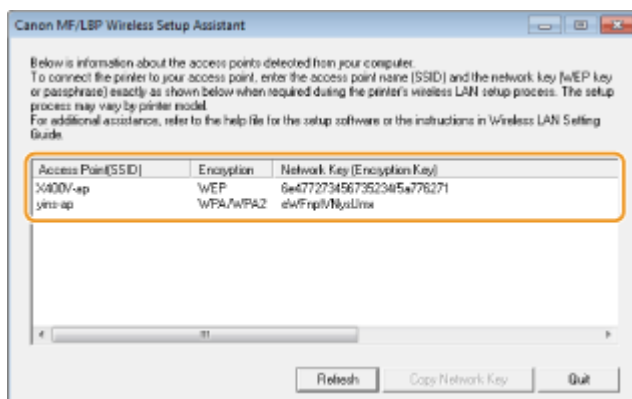 Canon MF/LBP Wireless Setup Assistant
Below is information about the access points detected from your computer.
To connect the printer to your access point, enter the access point name (SSID) and the network key (WEP key
or passphrase) exactly as shown below when required during the printer's wireless LAN setup process. The setup
process may vary by printer model.
For additional assistance, refer to the help file for the setup software or the instructions in Wireless LAN Setting
Guide.
Access Point(SSID) Encryption Network Key (Encryption Key)
X400V-ap WEP
yins-ap WPA/WPA2
Refresh Copy Network Key Quit